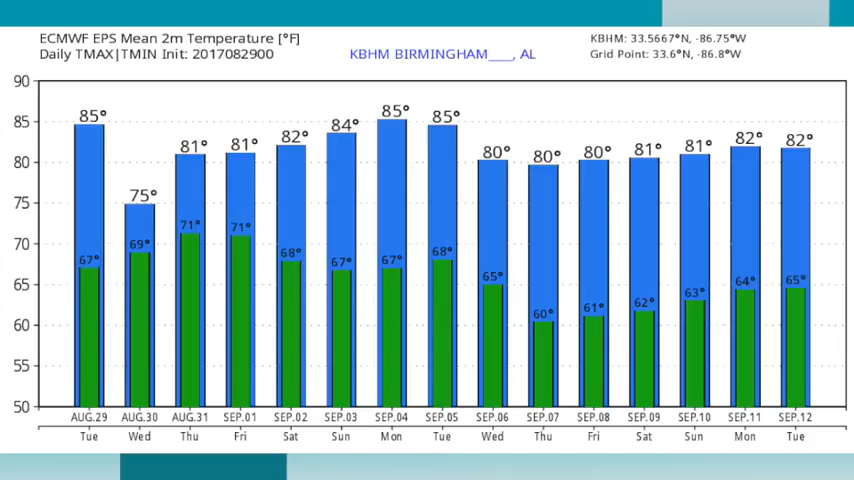 ECMWF EPS Mean 2m Temperature [°F]
Daily TMAX|TMIN Init: 2017082900
KBHM BIRMINGHAM____, AL
KBHM: 33.5667°N, -86.75°W
Grid Point: 33.6°N, -86.8°W
90
85
80
75
70
65
60
55
50
85° 75° 81° 81° 82° 84° 85° 85° 80° 80° 80° 81° 81° 82° 82°
67° 69° 71° 71° 68° 67° 67° 68° 65° 60° 61° 62° 63° 64° 65°
AUG.29 AUG.30 AUG.31 SEP.01 SEP.02 SEP.03 SEP.04 SEP.05 SEP.06 SEP.07 SEP.08 SEP.09 SEP.10 SEP.11 SEP.12
Tue Wed Thu Fri Sat Sun Mon Tue Wed Thu Fri Sat Sun Mon Tue